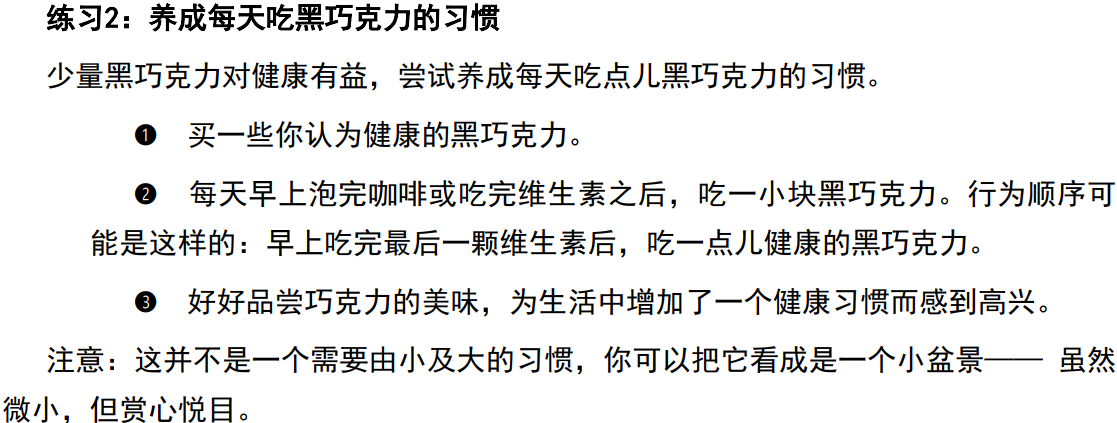 练习2：养成每天吃黑巧克力的习惯
少量黑巧克力对健康有益，尝试养成每天吃点儿黑巧克力的习惯。
❶ 买一些你认为健康的黑巧克力。
❷ 每天早上泡完咖啡或吃完维生素之后，吃一小块黑巧克力。行为顺序可
能是这样的：早上吃完最后一颗维生素后，吃一点儿健康的黑巧克力。
❸ 好好品尝巧克力的美味，为生活中增加了一个健康习惯而感到高兴。
注意：这并不是一个需要由小及大的习惯，你可以把它看成是一个小盆景—— 虽然
微小，但赏心悦目。